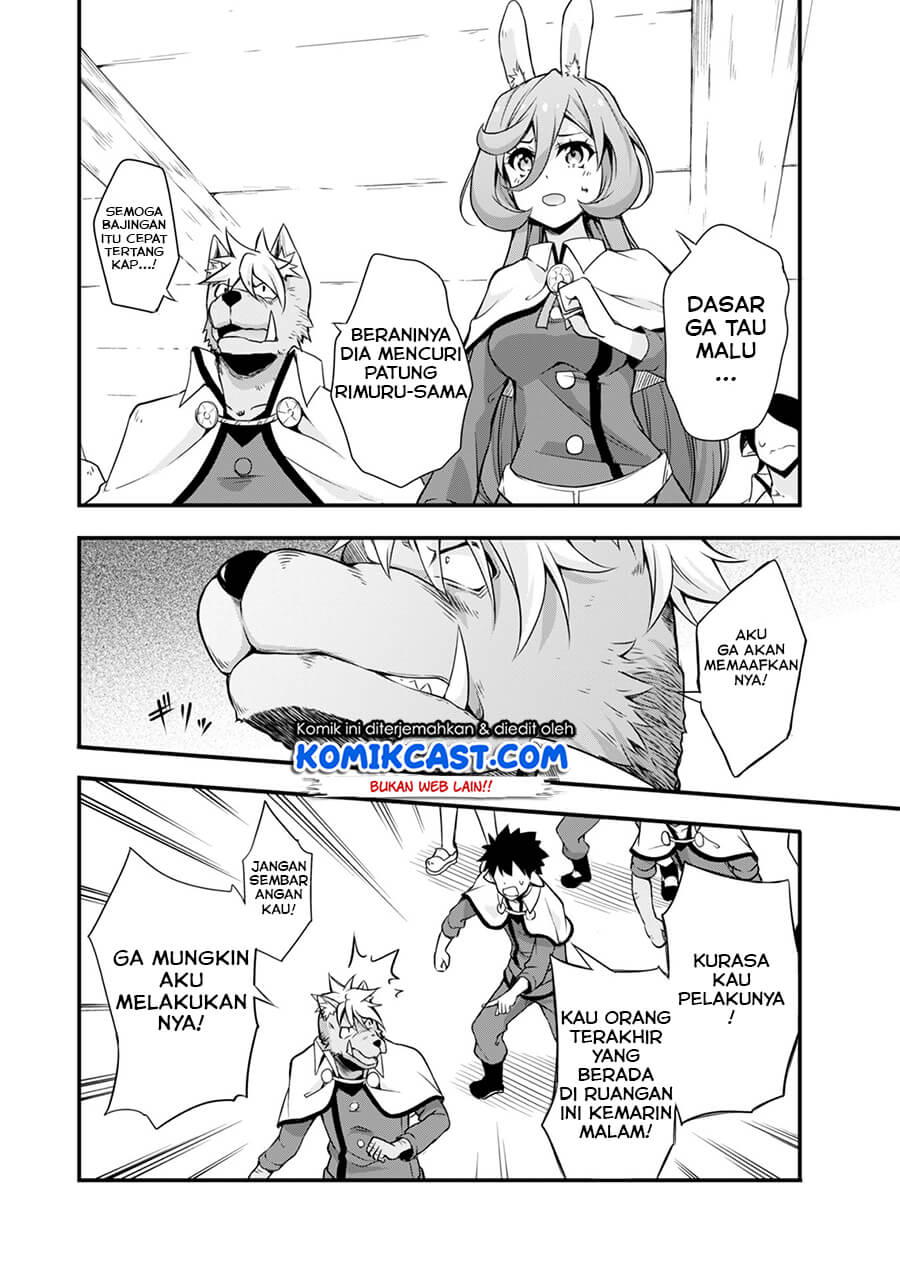 DASAR
GA TAU
MALU
...
BERANINYA
DIA MENCURI
PATUNG
RIMURU-SAMA
SEMOGA
BAJINGAN
ITU CEPAT
TERTANG
KAP...!
AKU
GA AKAN
MEMAAFKAN
NYA!
ギリ
Komik ini diterjemahkan & diedit oleh
KOMIKCAST.COM
BUKAN WEB LAIN!!
KURASA
KAU
PELAKUNYA
!
KAU ORANG
TERAKHIR
YANG
BERADA
DI RUANGAN
INI KEMARIN
MALAM!
JANGAN
SEMBAR
ANGAN
KAU!
GA MUNGKIN
AKU
MELAKUKAN
NYA!